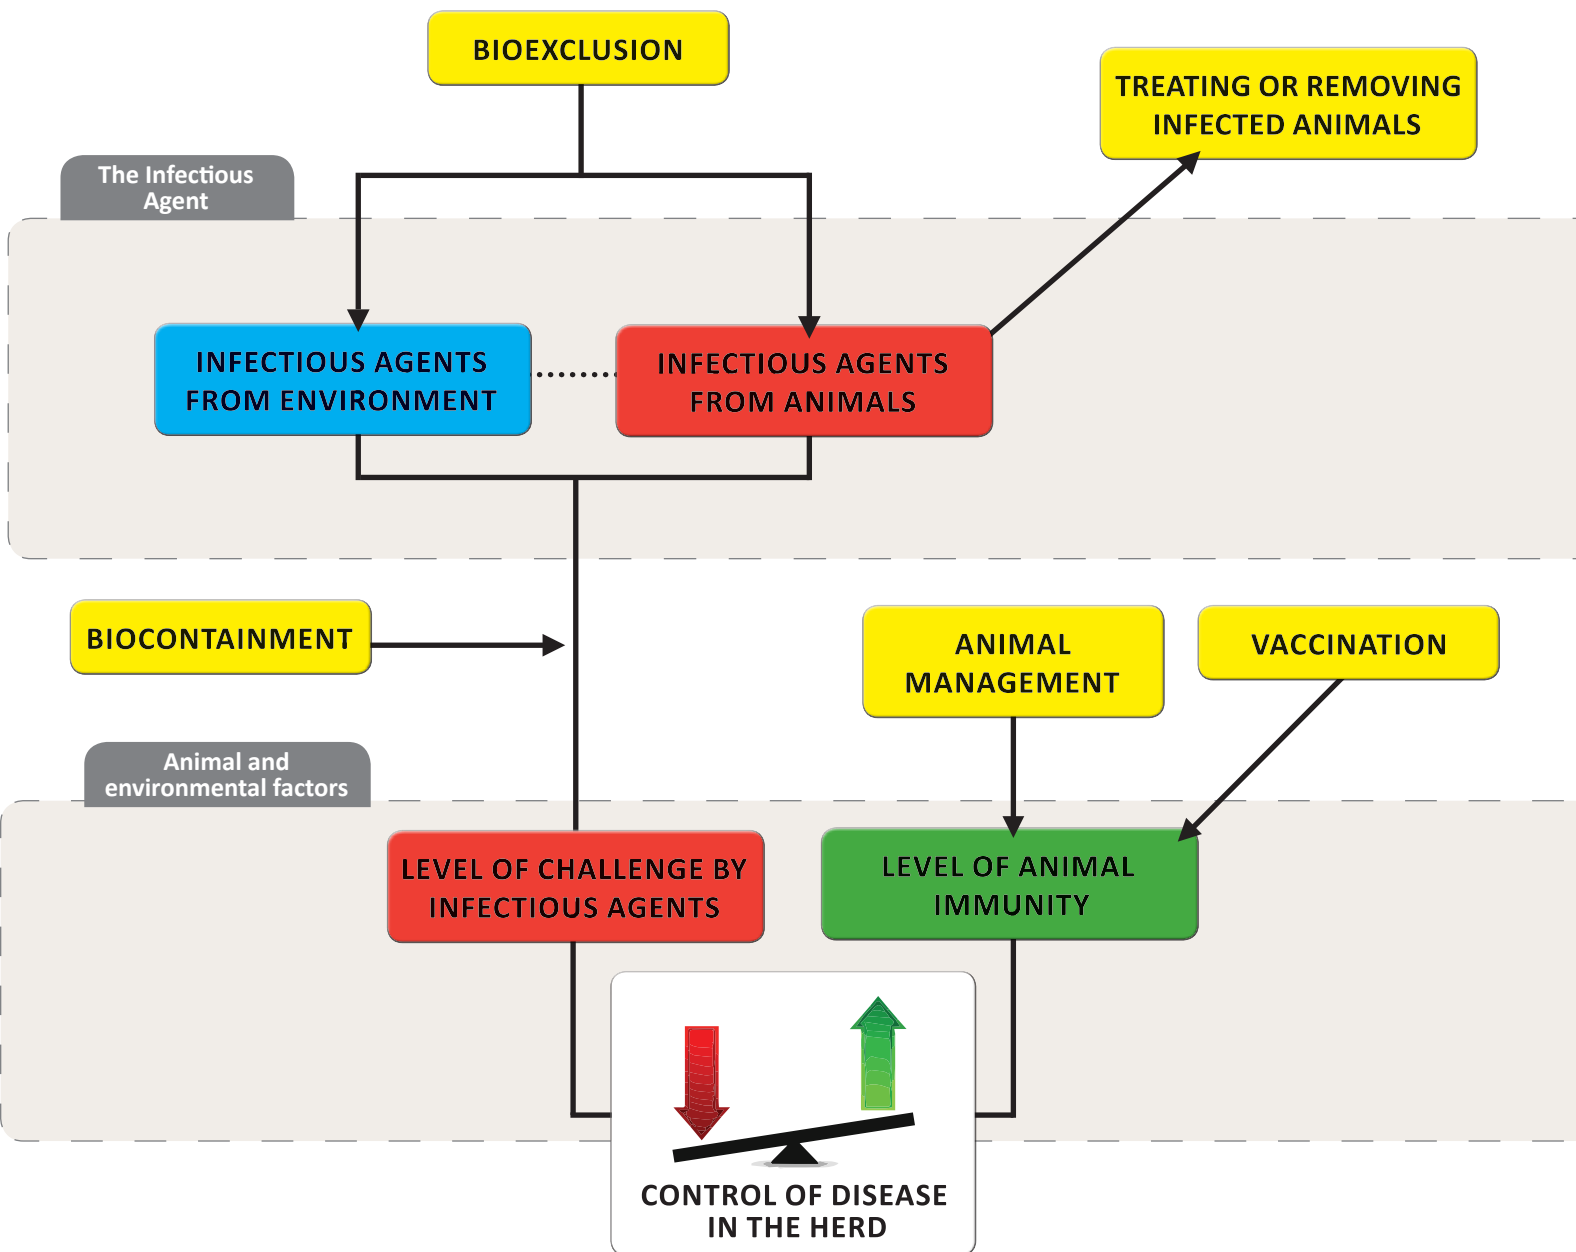 BIOEXCLUSION
TREATING OR REMOVING
INFECTED ANIMALS
The Infectious
Agent
INFECTIOUS AGENTS
FROM ENVIRONMENT
INFECTIOUS AGENTS
FROM ANIMALS
BIOCONTAINMENT
ANIMAL
MANAGEMENT
VACCINATION
Animal and
environmental factors
LEVEL OF CHALLENGE BY
INFECTIOUS AGENTS
LEVEL OF ANIMAL
IMMUNITY
CONTROL OF DISEASE
IN THE HERD